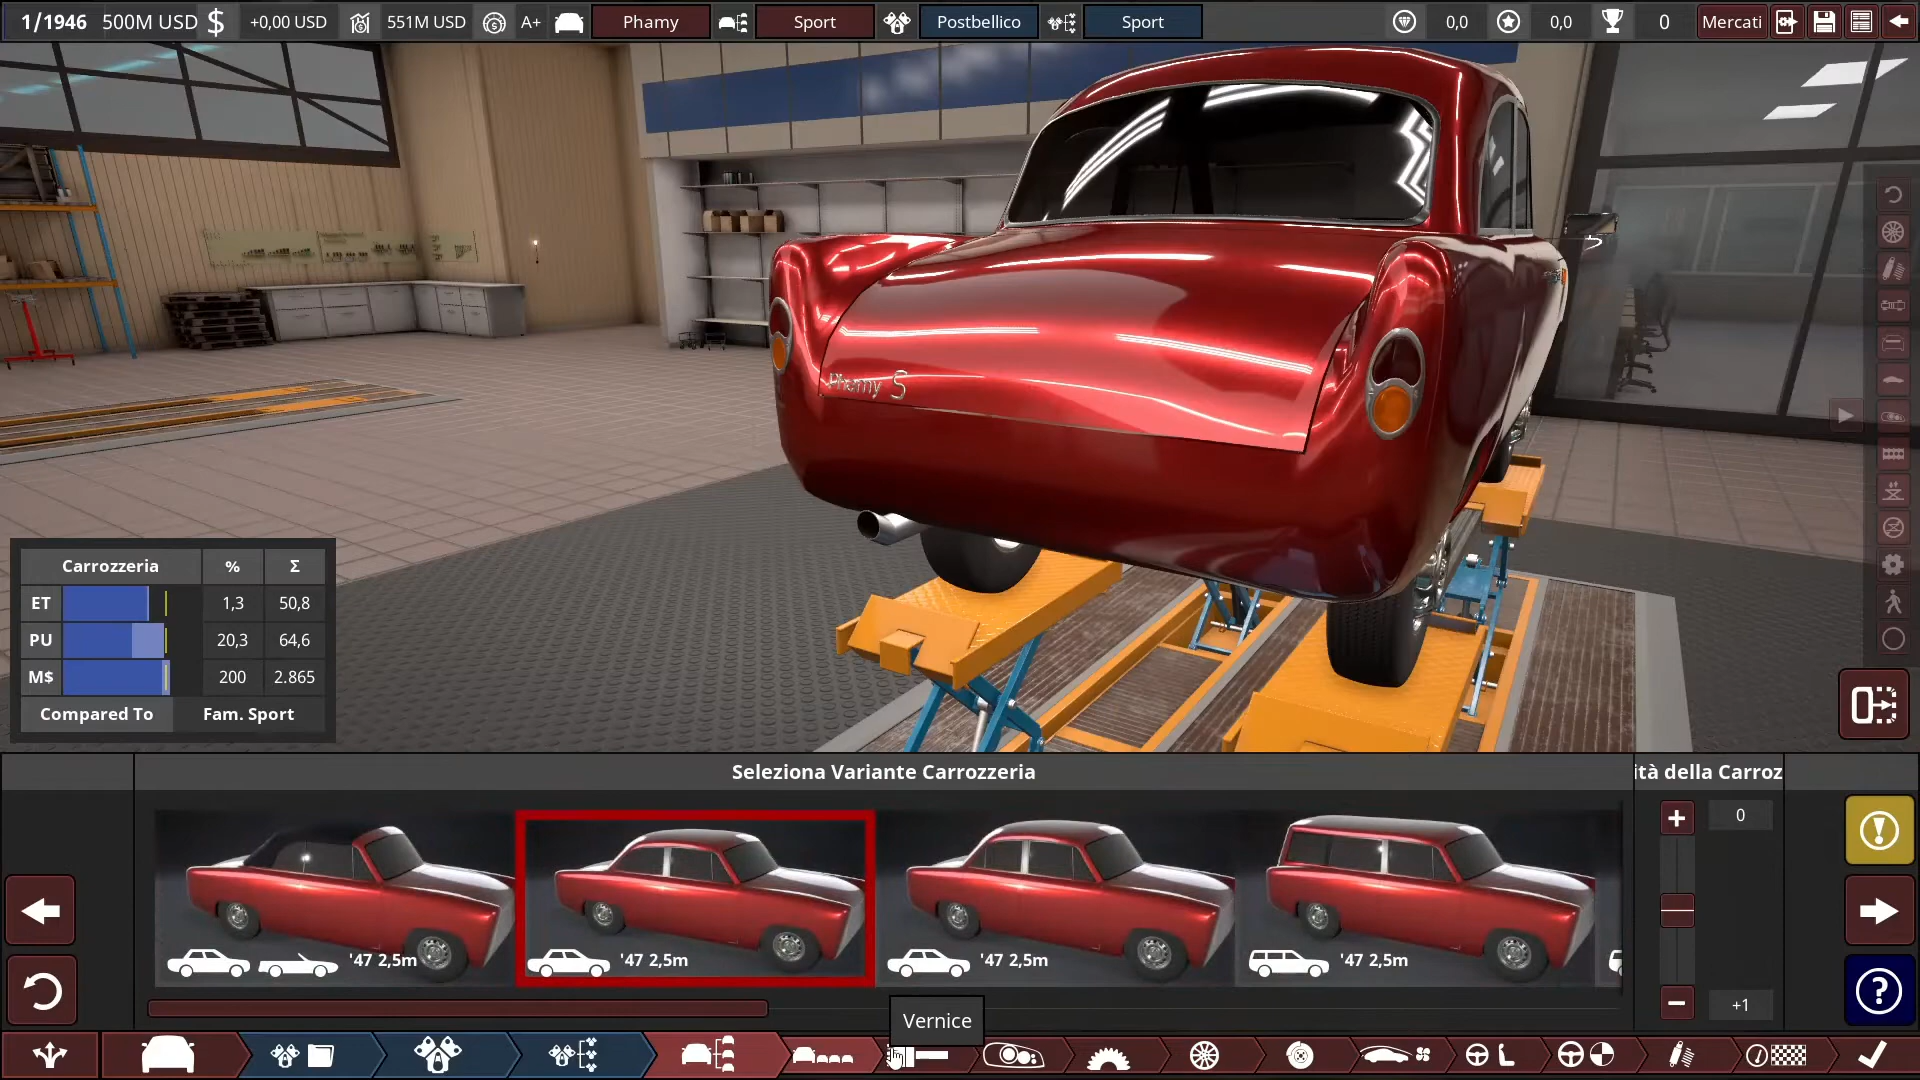 1/1946 500M USD $ +0,00 USD 551M USD A+ Phamy Sport Postbellico Sport 0,0 0,0 0 Mercati
Phamy S
Carrozzeria % Σ
ET 1,3 50,8
PU 20,3 64,6
M$ 200 2.865
Compared To Fam. Sport
Seleziona Variante Carrozzeria
ità della Carroz
0
'47 2,5m
'47 2,5m
'47 2,5m
'47 2,5m
+1
Vernice